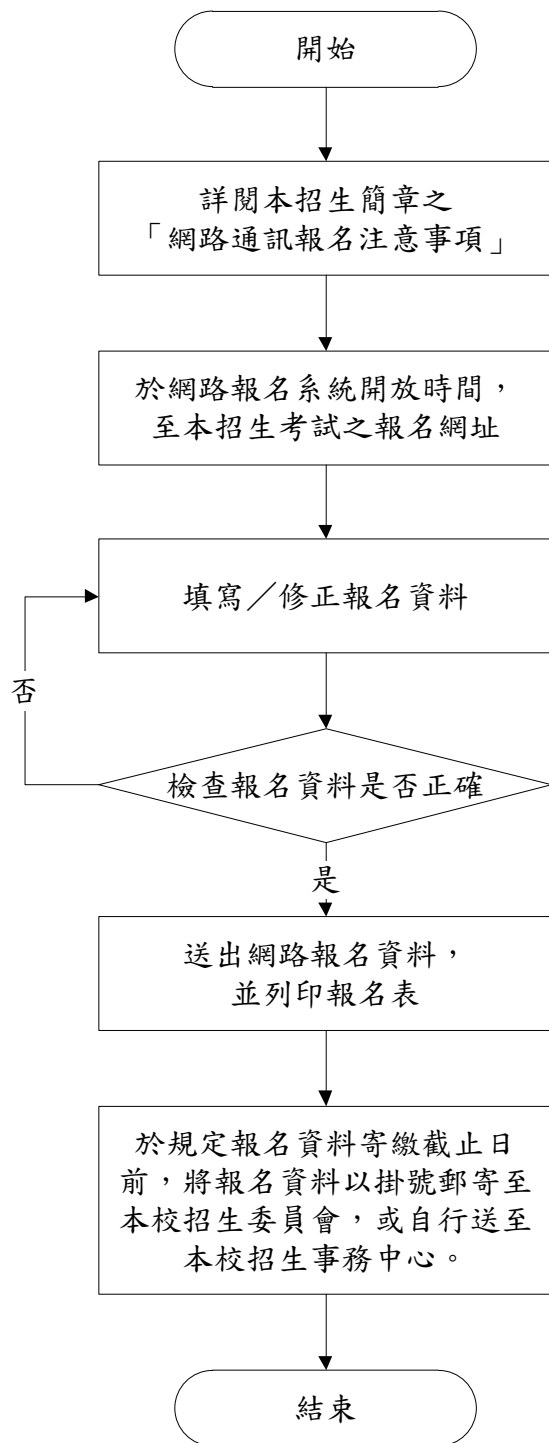 開始
詳閱本招生簡章之
「網路通訊報名注意事項」
於網路報名系統開放時間，
至本招生考試之報名網址
填寫／修正報名資料
否
檢查報名資料是否正確
是
送出網路報名資料，
並列印報名表
於規定報名資料寄繳截止日
前，將報名資料以掛號郵寄至
本校招生委員會，或自行送至
本校招生事務中心。
結束